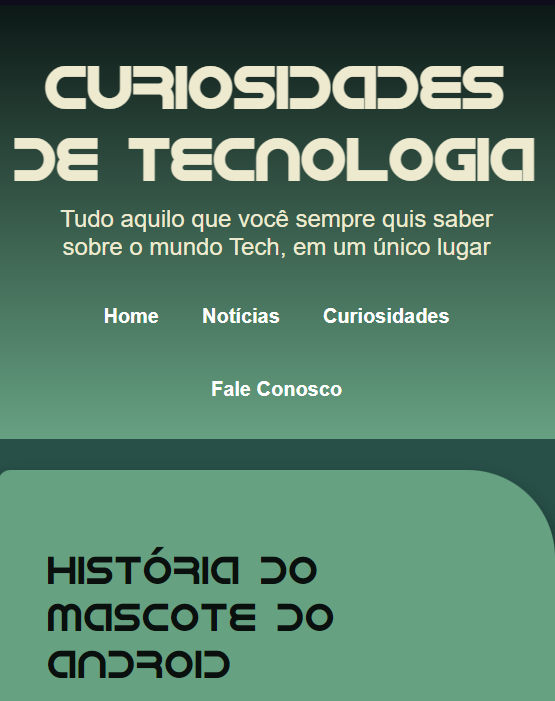 CURIOSIDADES
DE TECNOLOGIA
Tudo aquilo que você sempre quis saber
sobre o mundo Tech, em um único lugar
Home Notícias Curiosidades
Fale Conosco
HISTÓRIA DO
MASCOTE DO
ANDROID